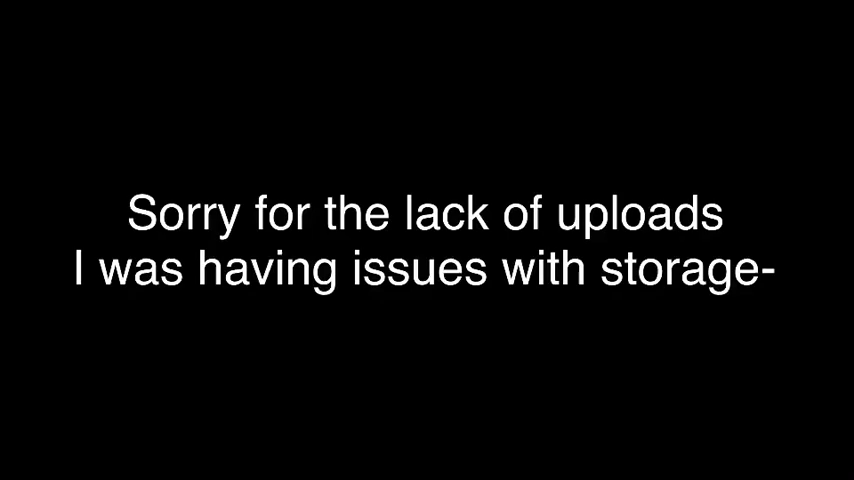 Sorry for the lack of uploads
I was having issues with storage-